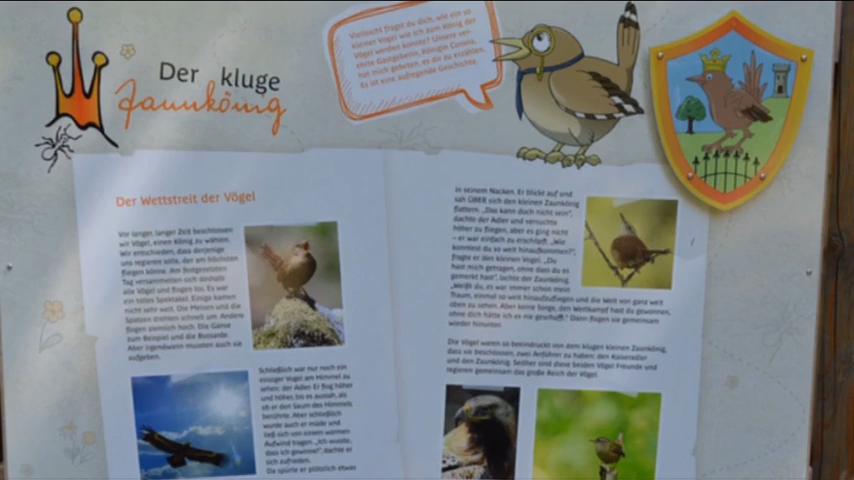 Der kluge
Zaunkönig
Vielleicht fragst du dich, wie ein so
kleiner Vogel wie ich zum König der
Vögel werden konnte? Unsere ver-
ehrte Gastgeberin, Königin Corona,
hat mich gebeten, es dir zu erzählen.
Es ist eine aufregende Geschichte.
Der Wettstreit der Vögel
Vor langer, langer Zeit beschlossen
wir Vögel, einen König zu wählen.
Wir entschieden, dass derjenige
uns regieren solle, der am höchsten
fliegen könne. Am festgesetzten
Tag versammelten sich deshalb
alle Vögel und flogen los. Es war
ein tolles Spektakel. Einige kamen
nicht sehr weit. Die Meisen und die
Spatzen drehten schnell um. Andere
flogen ziemlich hoch. Die Gänse
zum Beispiel und die Bussarde.
Aber irgendwann mussten auch sie
aufgeben.
Schließlich war nur noch ein
einziger Vogel am Himmel zu
sehen: der Adler. Er flog höher
und höher, bis es aussah, als
ob er den Saum des Himmels
berührte. Aber schließlich
wurde auch er müde und
ließ sich von einem warmen
Aufwind tragen. „Ich wusste,
dass ich gewinne!", dachte er
sich zufrieden.
Da spürte er plötzlich etwas
in seinem Nacken. Er blickt auf und
sah ÜBER sich den kleinen Zaunkönig
flattern. „Das kann doch nicht sein",
dachte der Adler und versuchte
höher zu fliegen, aber es ging nicht
– er war einfach zu erschöpft. „Wie
kommst du so weit hinaufkommen?",
fragte er den kleinen Vogel. „Du
hast mich getragen, ohne dass du es
gemerkt hast", lachte der Zaunkönig.
„Weißt du, es war immer schon mein
Traum, einmal so weit hinaufzufliegen und die Welt von ganz weit
oben zu sehen. Aber keine Sorge, den Wettkampf hast du gewonnen,
ohne dich hätte ich es nie geschafft." Dann flogen sie gemeinsam
wieder hinunter.
Die Vögel waren so beeindruckt von dem klugen kleinen Zaunkönig,
dass sie beschlossen, zwei Anführer zu haben: den Kaiseradler
und den Zaunkönig. Seither sind diese beiden Vögel Freunde und
regieren gemeinsam das große Reich der Vögel.